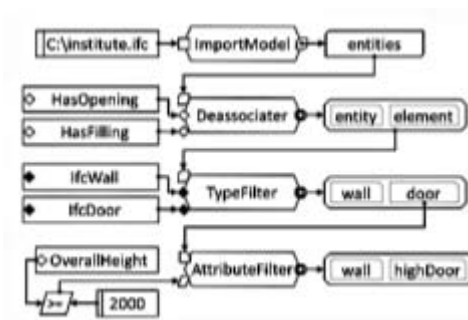 C:\institute.ifc ImportModel entities
HasOpening
Deassociater entity element
HasFilling
IfcWall
TypeFilter wall door
IfcDoor
OverallHeight
AttributeFilter wall highDoor
>= 2000